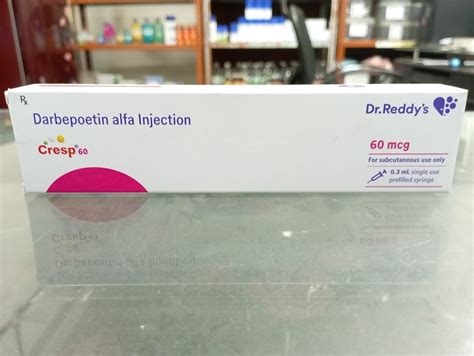 Rx
Darbepoetin alfa Injection
Cresp 60
Dr.Reddy's
60 mcg
For subcutaneous use only
0.3 mL single use
prefilled syringe